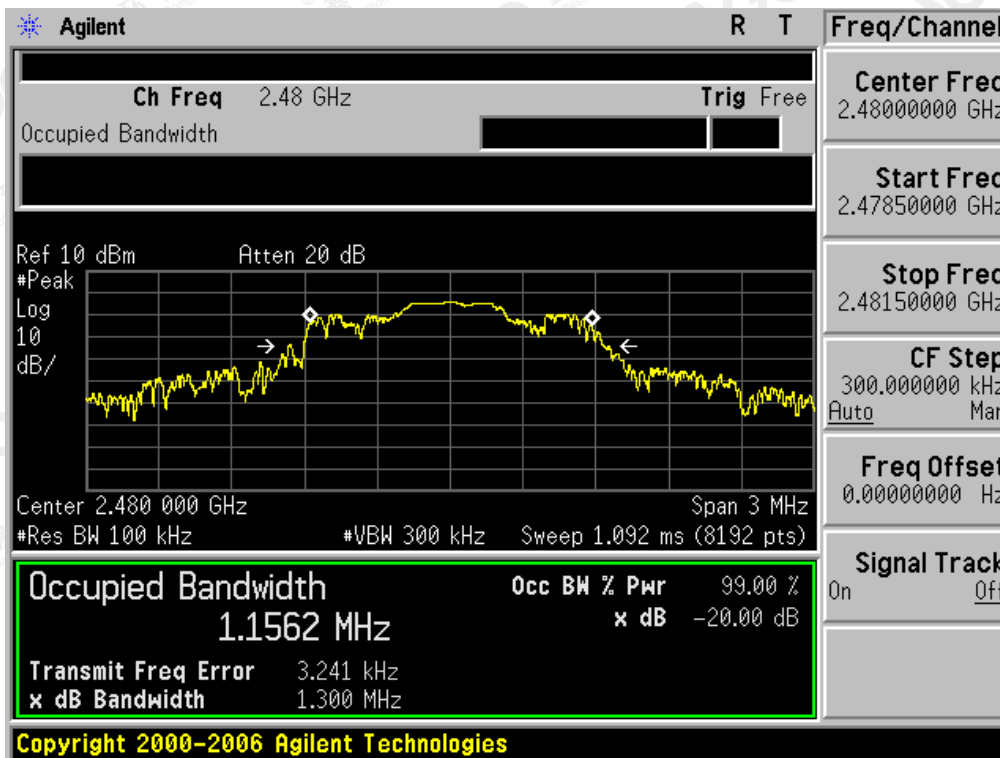 Agilent R T
Freq/Channel
Ch Freq 2.48 GHz Trig Free
Occupied Bandwidth
Center Freq
2.48000000 GHz
Start Freq
2.47850000 GHz
Stop Freq
2.48150000 GHz
CF Step
300.000000 kHz
Auto Man
Freq Offset
0.00000000 Hz
Signal Track
On Off
Ref 10 dBm Atten 20 dB
#Peak
Log
10
dB/
Center 2.480 000 GHz Span 3 MHz
#Res BW 100 kHz #VBW 300 kHz Sweep 1.092 ms (8192 pts)
Occupied Bandwidth Occ BW % Pwr 99.00 %
1.1562 MHz x dB -20.00 dB
Transmit Freq Error 3.241 kHz
x dB Bandwidth 1.300 MHz
Copyright 2000-2006 Agilent Technologies